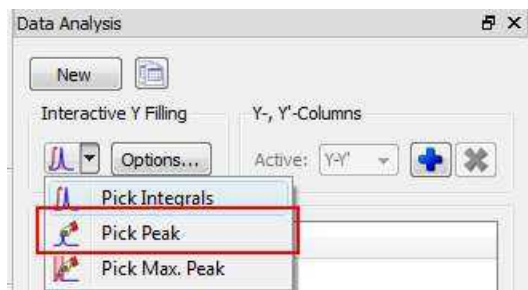 Data Analysis
New
Interactive Y Filling
Y-, Y'-Columns
Options...
Active:
Y-Y'
Pick Integrals
Pick Peak
Pick Max. Peak